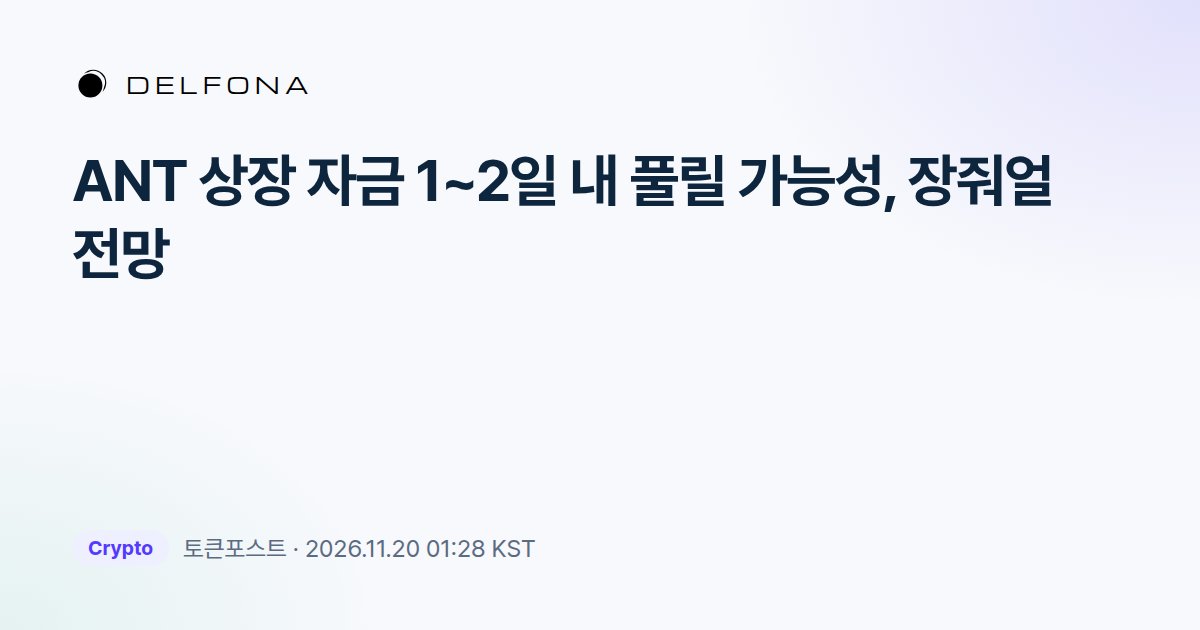 DELFONA
ANT 상장 자금 1~2일 내 풀릴 가능성, 장줘얼
전망
Crypto 토큰포스트 · 2026.11.20 01:28 KST